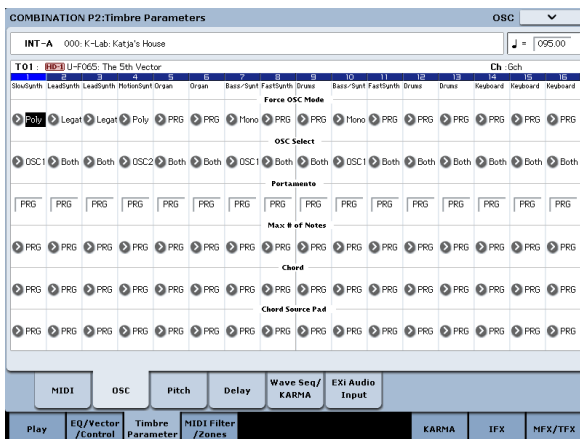 COMBINATION P2:Timbre Parameters OSC
INT-A 000: K-Lab: Katja's House ♩ = 095.00
T01 : HD-1 U-F065: The 5th Vector Ch :Gch
1 2 3 4 5 6 7 8 9 10 11 12 13 14 15 16
SlowSynth LeadSynth LeadSynth MotionSynt Organ Organ Bass/Synt FastSynth Drums Bass/Synt FastSynth Drums Drums Keyboard Keyboard Keyboard
Force OSC Mode
Poly Legat Legat Poly PRG PRG Mono PRG PRG Mono PRG PRG PRG PRG PRG PRG
OSC Select
OSC1 Both Both OSC2 Both Both OSC1 Both Both OSC1 Both Both Both Both Both Both
Portamento
PRG PRG PRG PRG PRG PRG PRG PRG PRG PRG PRG PRG PRG PRG PRG PRG
Max # of Notes
PRG PRG PRG PRG PRG PRG PRG PRG PRG PRG PRG PRG PRG PRG PRG PRG
Chord
PRG PRG PRG PRG PRG PRG PRG PRG PRG PRG PRG PRG PRG PRG PRG PRG
Chord Source Pad
PRG PRG PRG PRG PRG PRG PRG PRG PRG PRG PRG PRG PRG PRG PRG PRG
MIDI OSC Pitch Delay Wave Seq/ KARMA EXi Audio Input
Play EQ/Vector /Control Timbre Parameter MIDI Filter /Zones KARMA IFX MFX/TFX